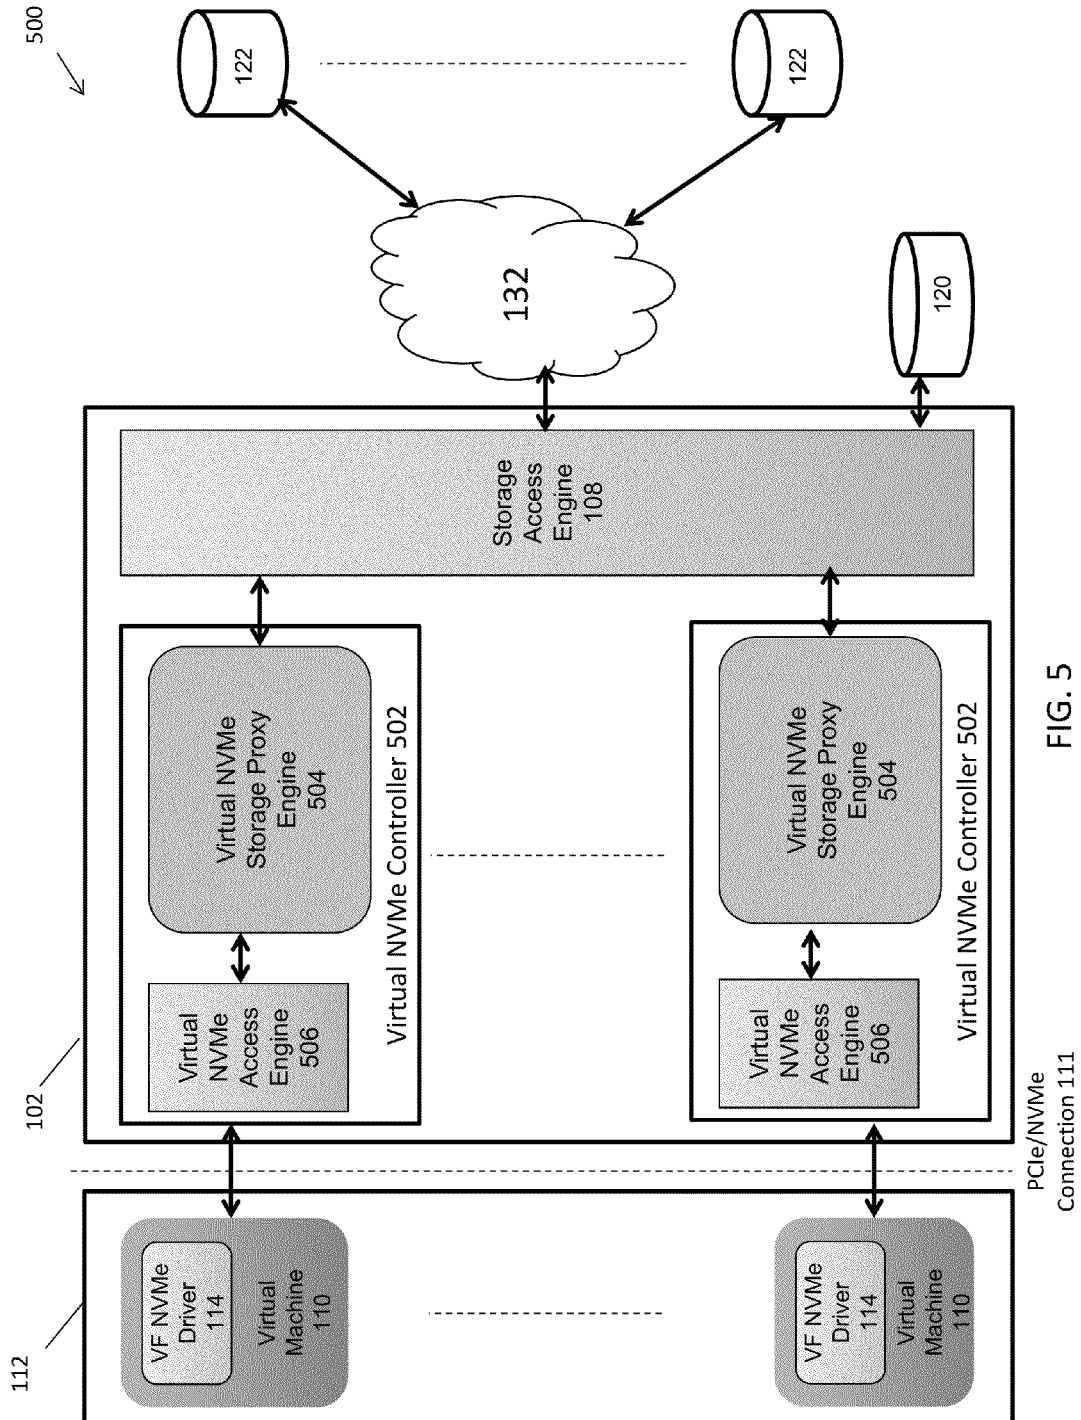 500
122
122
132
120
Storage
Access
Engine
108
Virtual NVMe
Storage Proxy
Engine
504
Virtual NVMe
Access
Engine
506
Virtual NVMe Controller 502
Virtual NVMe
Storage Proxy
Engine
504
Virtual
NVMe
Access
Engine
506
Virtual NVMe Controller 502
102
PCIe/NVMe
Connection 111
112
VF NVMe
Driver
114
Virtual
Machine
110
VF NVMe
Driver
114
Virtual
Machine
110
FIG. 5